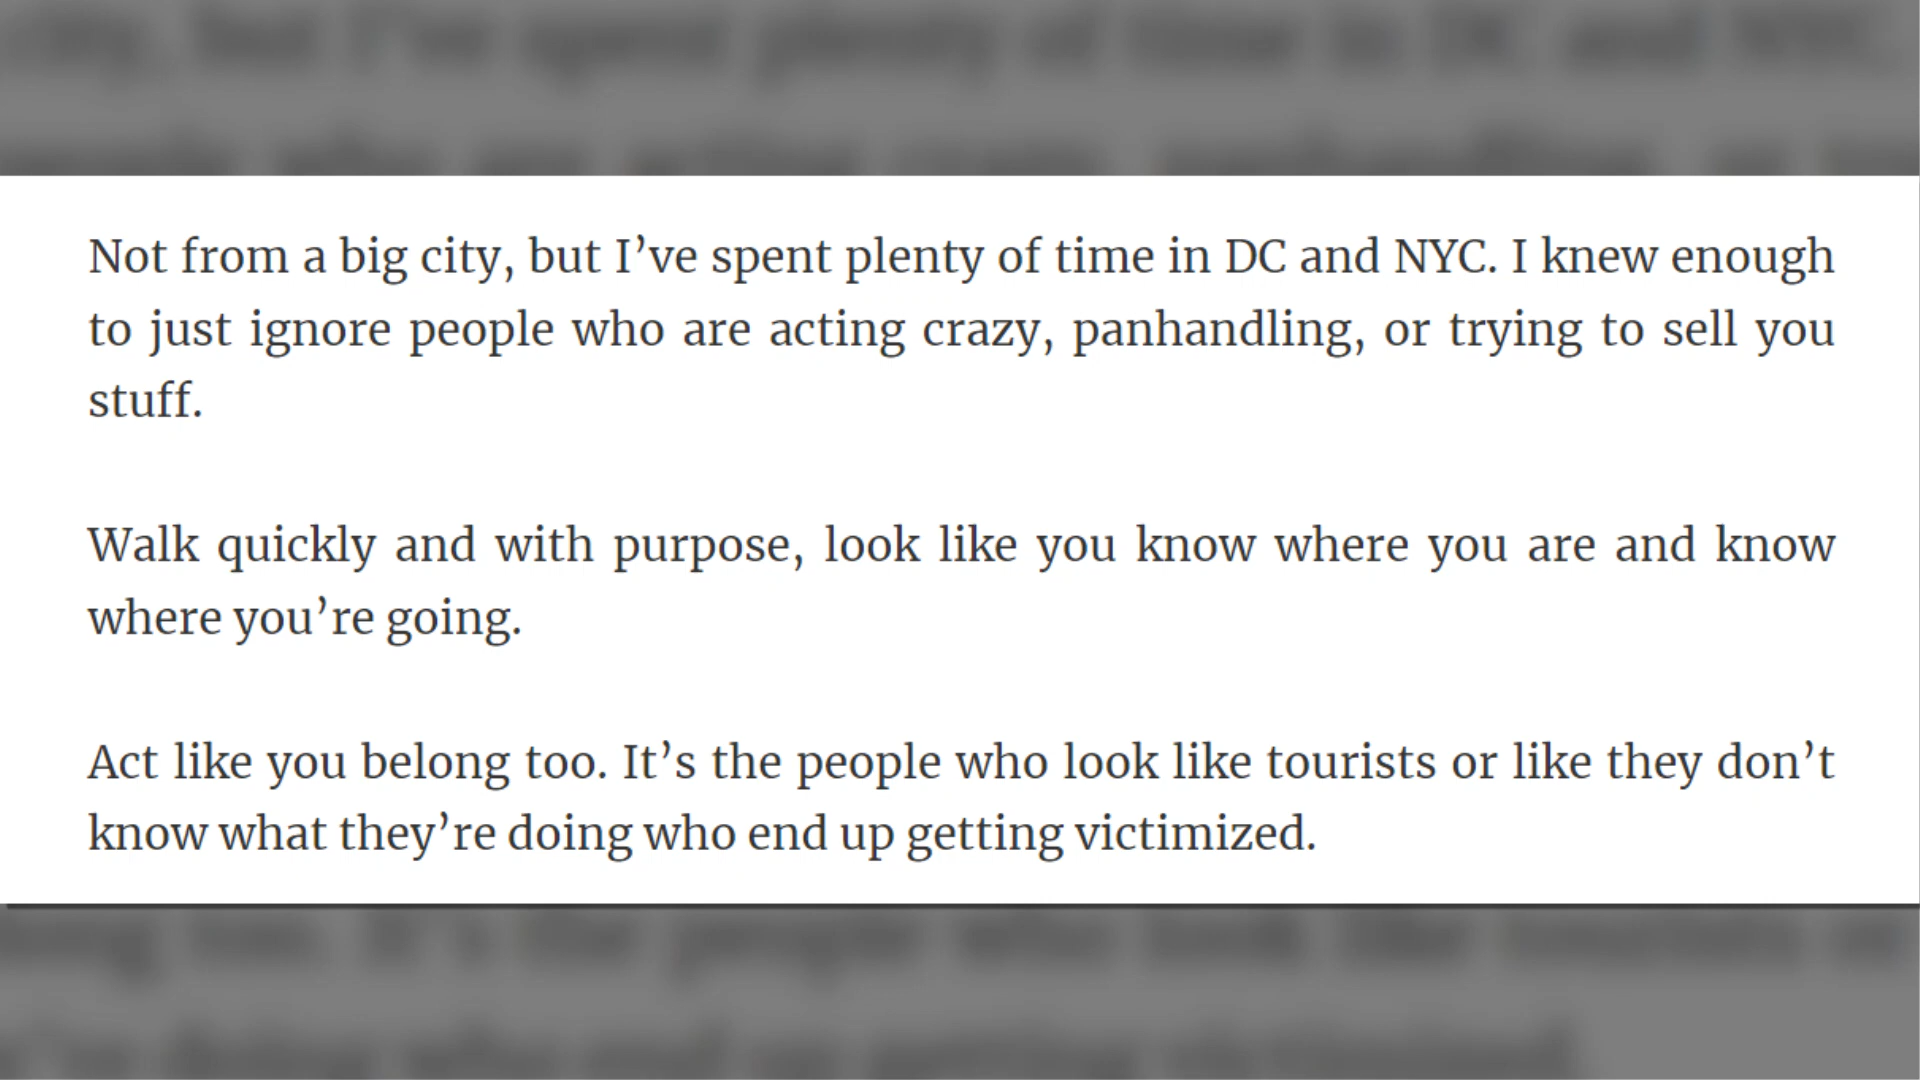 Not from a big city, but I’ve spent plenty of time in DC and NYC. I knew enough
to just ignore people who are acting crazy, panhandling, or trying to sell you
stuff.
Walk quickly and with purpose, look like you know where you are and know
where you’re going.
Act like you belong too. It’s the people who look like tourists or like they don’t
know what they’re doing who end up getting victimized.